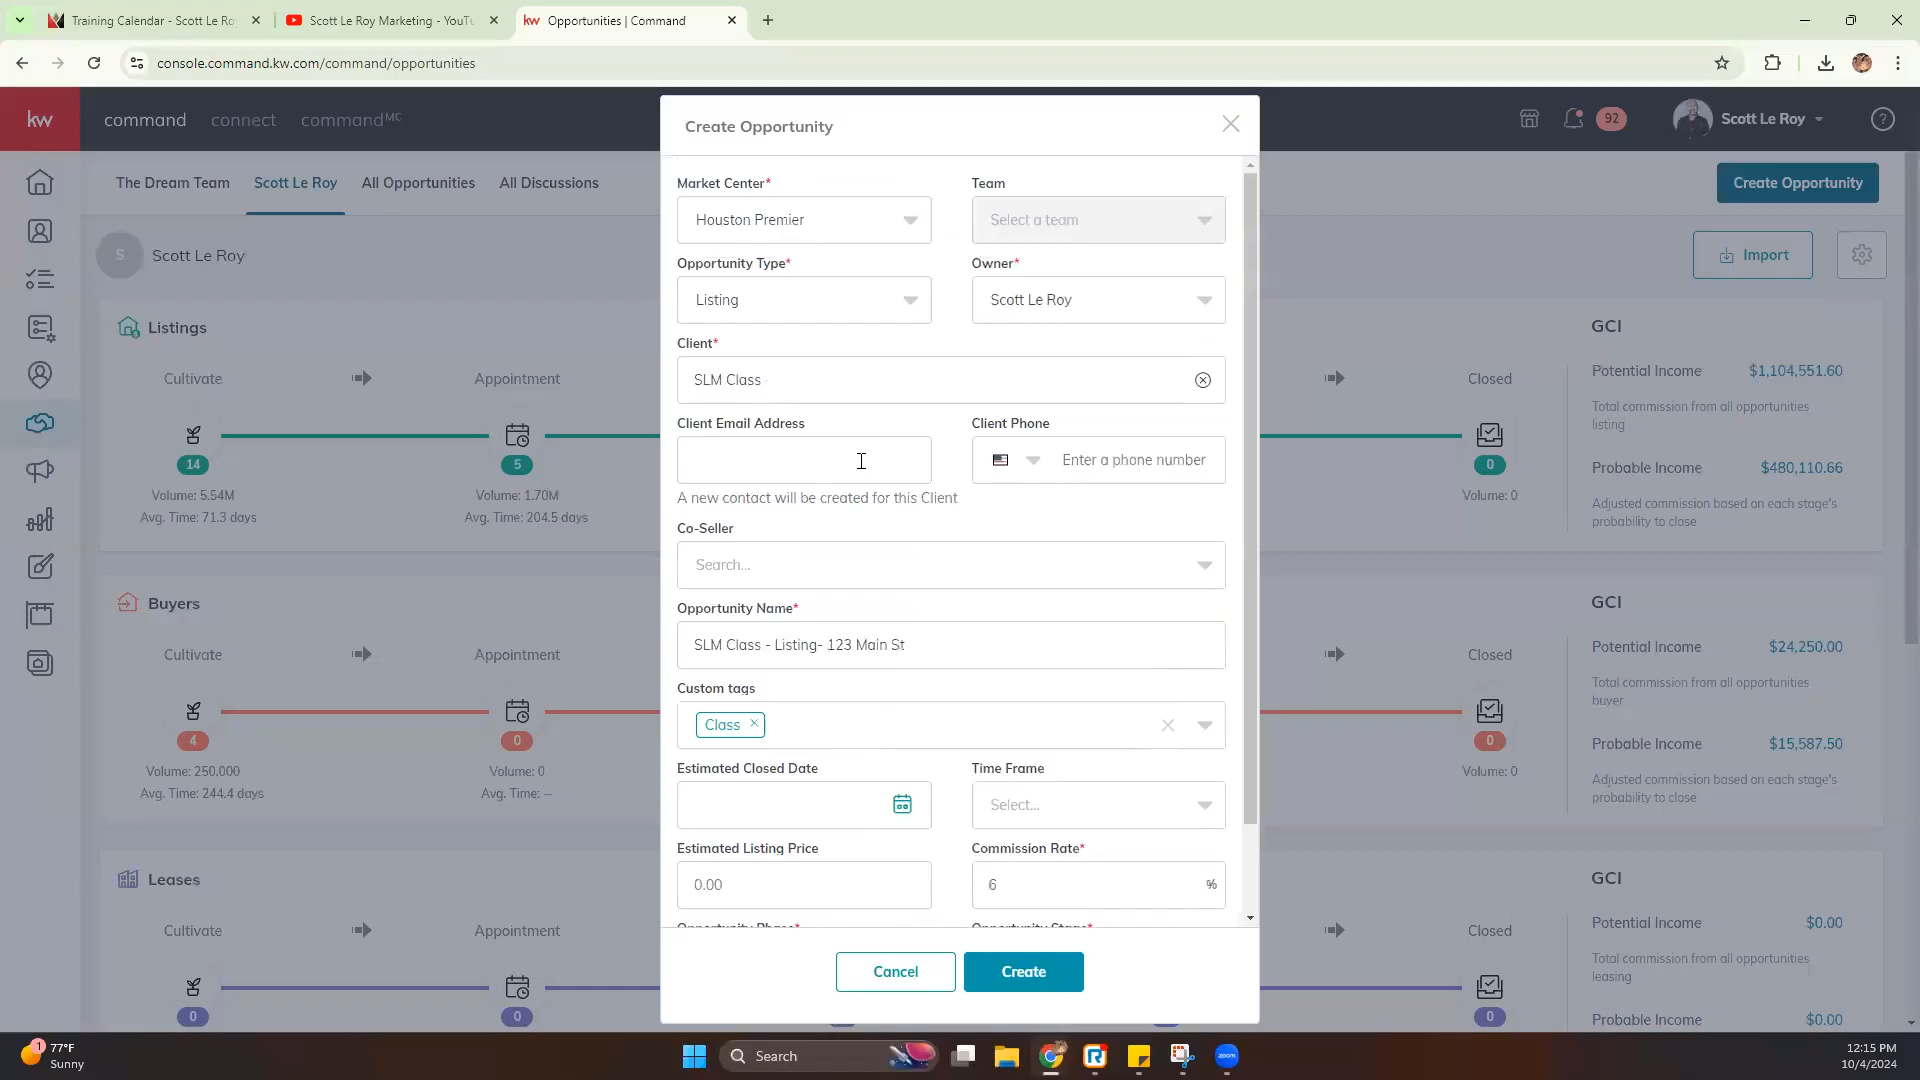 Training Calendar - Scott Le Ro
Scott Le Roy Marketing - YouTu
kw Opportunities | Command
console.command.kw.com/command/opportunities
kw
command
connect
commandMC
92
Scott Le Roy
?
The Dream Team
Scott Le Roy
All Opportunities
All Discussions
Create Opportunity
S
Scott Le Roy
Import
Listings
Cultivate
Appointment
Closed
14
5
0
Volume: 5.54M
Avg. Time: 71.3 days
Volume: 1.70M
Avg. Time: 204.5 days
Volume: 0
GCI
Potential Income
$1,104,551.60
Total commission from all opportunities
listing
Probable Income
$480,110.66
Adjusted commission based on each stage's
probability to close
Buyers
Cultivate
Appointment
Closed
4
0
0
Volume: 250,000
Avg. Time: 244.4 days
Volume: 0
Avg. Time: --
Volume: 0
GCI
Potential Income
$24,250.00
Total commission from all opportunities
buyer
Probable Income
$15,587.50
Adjusted commission based on each stage's
probability to close
Leases
Cultivate
Appointment
Closed
0
0
0
GCI
Potential Income
$0.00
Total commission from all opportunities
leasing
Probable Income
$0.00
Create Opportunity
Market Center*
Team
Houston Premier
Select a team
Opportunity Type*
Owner*
Listing
Scott Le Roy
Client*
SLM Class
Client Email Address
Client Phone
Enter a phone number
A new contact will be created for this Client
Co-Seller
Search...
Opportunity Name*
SLM Class - Listing- 123 Main St
Custom tags
Class
Estimated Closed Date
Time Frame
Select...
Estimated Listing Price
Commission Rate*
0.00
6
%
Opportunity Phase*
Opportunity Stage*
Cancel
Create
1
77°F
Sunny
Search
zoom
12:15 PM
10/4/2024